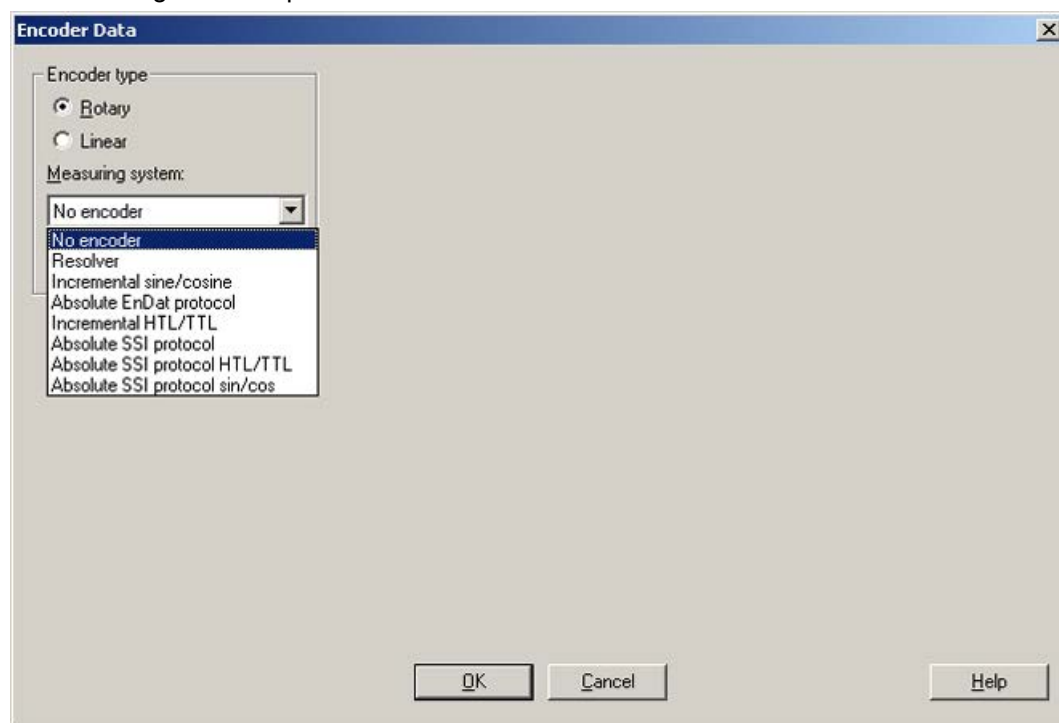 Encoder Data
Encoder type
Rotary
Linear
Measuring system:
No encoder
No encoder
Resolver
Incremental sine/cosine
Absolute EnDat protocol
Incremental HTL/TTL
Absolute SSI protocol
Absolute SSI protocol HTL/TTL
Absolute SSI protocol sin/cos
OK Cancel Help